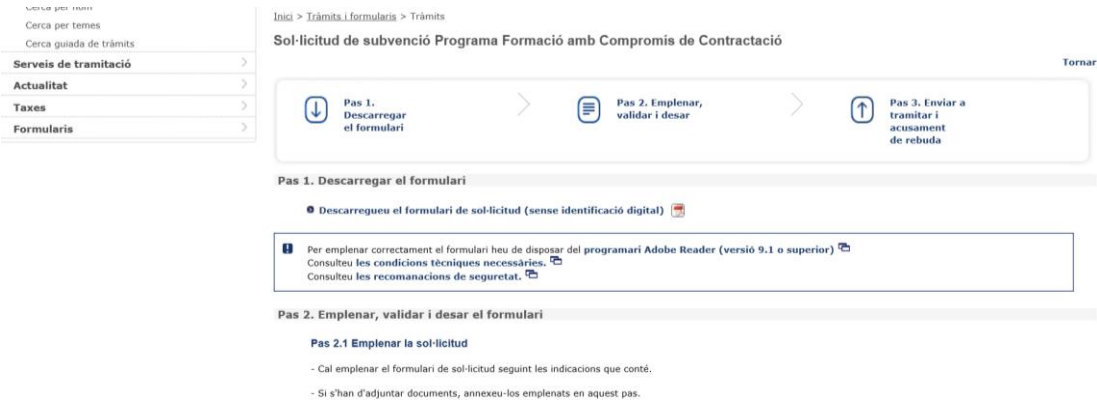 Cerca per nom
Cerca per temes
Cerca guiada de tràmits
Serveis de tramitació
Actualitat
Taxes
Formularis
Inici > Tràmits i formularis > Tràmits
Sol·licitud de subvenció Programa Formació amb Compromis de Contractació
Tornar
Pas 1.
Descarregar
el formulari
Pas 2. Emplenar,
validar i desar
Pas 3. Enviar a
tramitar i
acusament
de rebuda
Pas 1. Descarregar el formulari
Descarregueu el formulari de sol·licitud (sense identificació digital)
Per emplenar correctament el formulari heu de disposar del programari Adobe Reader (versió 9.1 o superior)
Consulteu les condicions tècniques necessàries.
Consulteu les recomanacions de seguretat.
Pas 2. Emplenar, validar i desar el formulari
Pas 2.1 Emplenar la sol·licitud
- Cal emplenar el formulari de sol·licitud seguint les indicacions que conté.
- Si s'han d'adjuntar documents, annexeu-los emplenats en aquest pas.